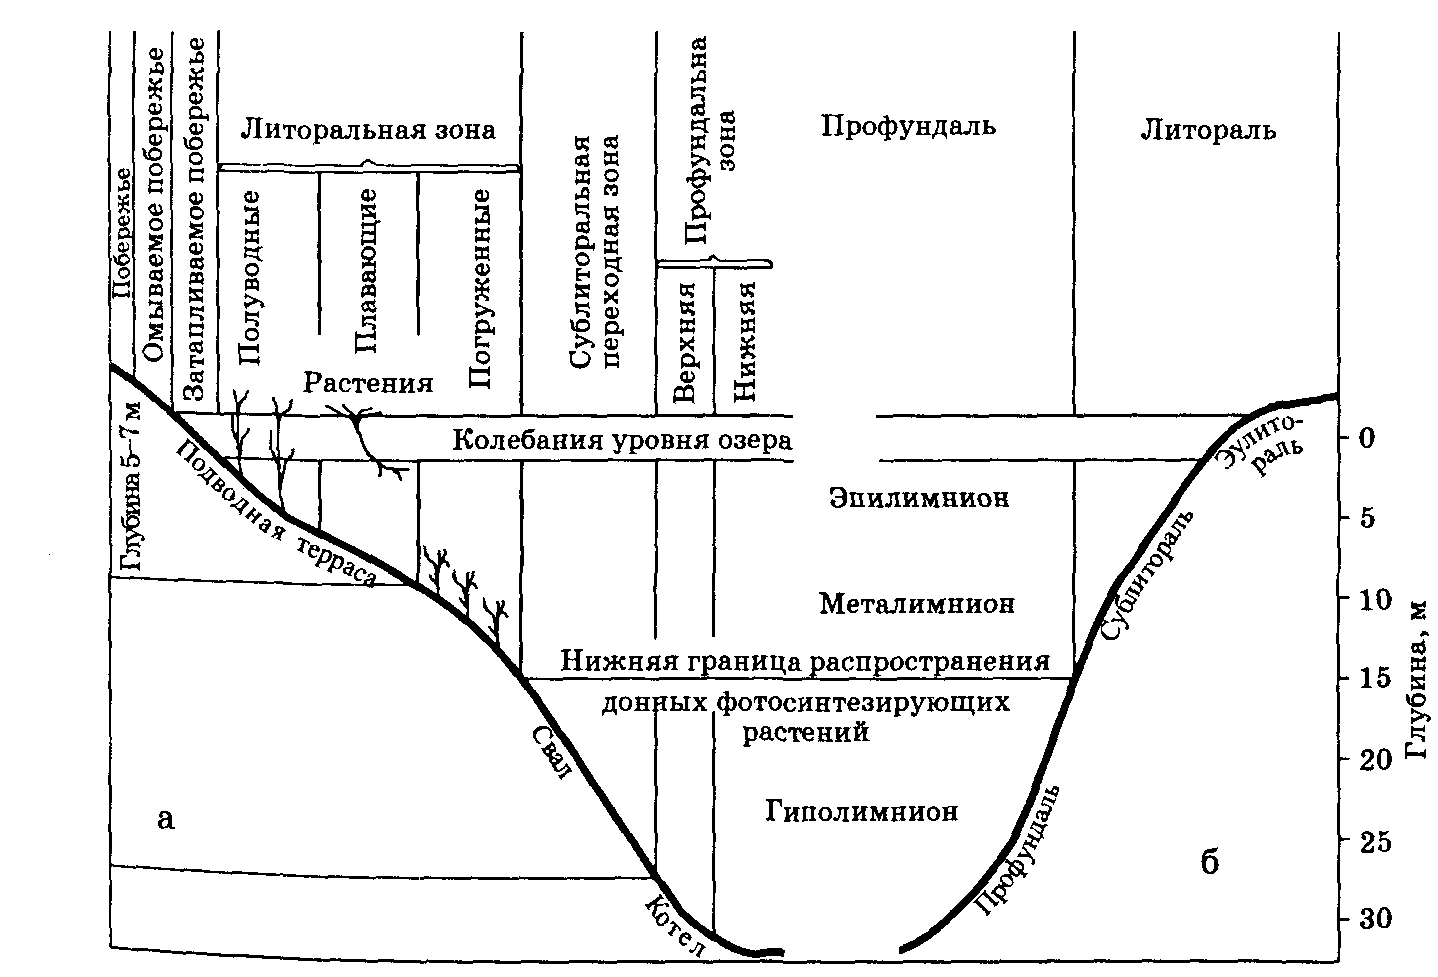 Побережье
Омываемое побережье
Затапливаемое побережье
Литоральная зона
Полуводные
Плавающие
Погруженные
Растения
Сублиторальная
переходная зона
Профундальна
зона
Верхняя
Нижняя
Профундаль
Литораль
Колебания уровня озера
Глубина 5–7 м
Подводная терраса
Свал
Котел
Эпилимнион
Металимнион
Нижняя граница распространения
донных фотосинтезирующих
растений
Гиполимнион
Эулито-
раль
Сублитораль
Профундаль
а
б
0
5
10
15
20
25
30
Глубина, м